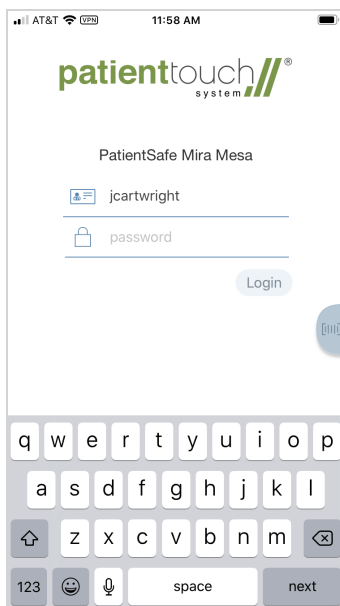 AT&T VPN 11:58 AM
patienttouch®
system
PatientSafe Mira Mesa
jcartwright
password
Login
q w e r t y u i o p
a s d f g h j k l
z x c v b n m
123 space next